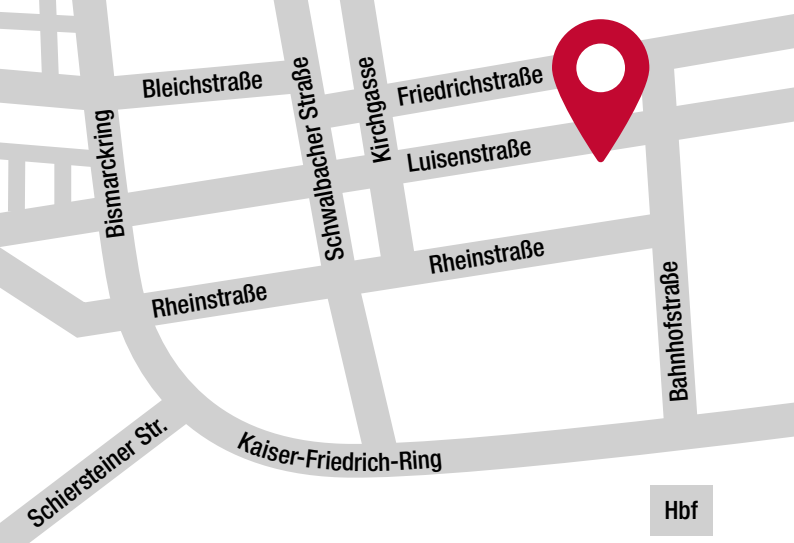 Bleichstraße
Friedrichstraße
Schwalbacher Straße
Kirchgasse
Bismarckring
Luisenstraße
Rheinstraße
Rheinstraße
Bahnhofstraße
Schiersteiner Str.
Kaiser-Friedrich-Ring
Hbf